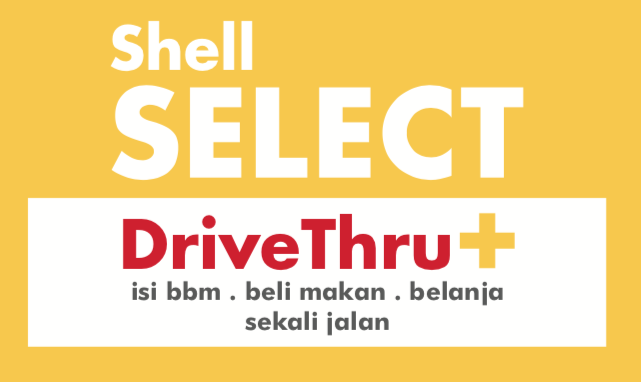 Shell
SELECT
DriveThru+
isi bbm . beli makan . belanja
sekali jalan